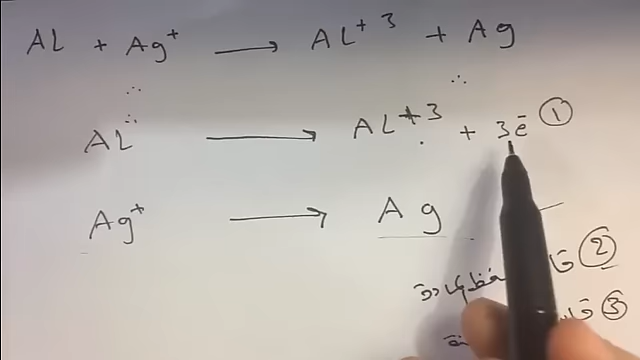 AL + Ag⁺ → AL⁺³ + Ag
AL → AL⁺³ + 3ē ①
Ag⁺ → Ag
②
③